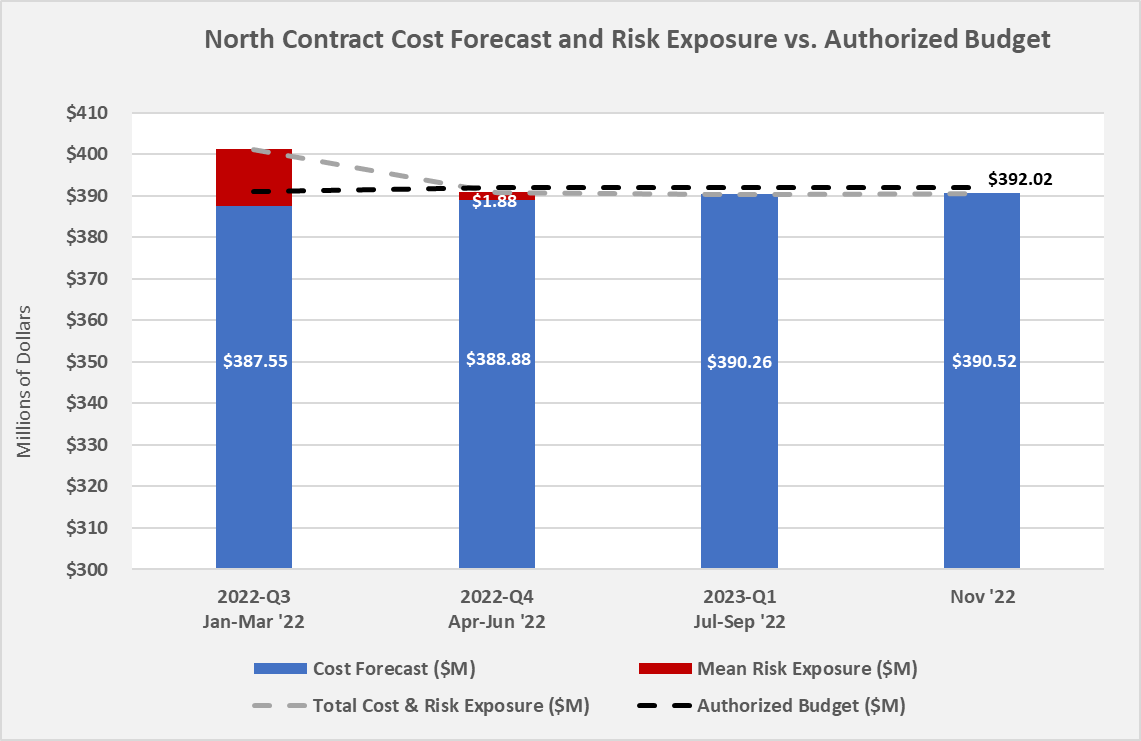 North Contract Cost Forecast and Risk Exposure vs. Authorized Budget
Millions of Dollars
$410
$400
$390
$380
$370
$360
$350
$340
$330
$320
$310
$300
$392.02
$1.88
$387.55
$388.88
$390.26
$390.52
2022-Q3
Jan-Mar '22
2022-Q4
Apr-Jun '22
2023-Q1
Jul-Sep '22
Nov '22
Cost Forecast ($M)
Mean Risk Exposure ($M)
Total Cost & Risk Exposure ($M)
Authorized Budget ($M)